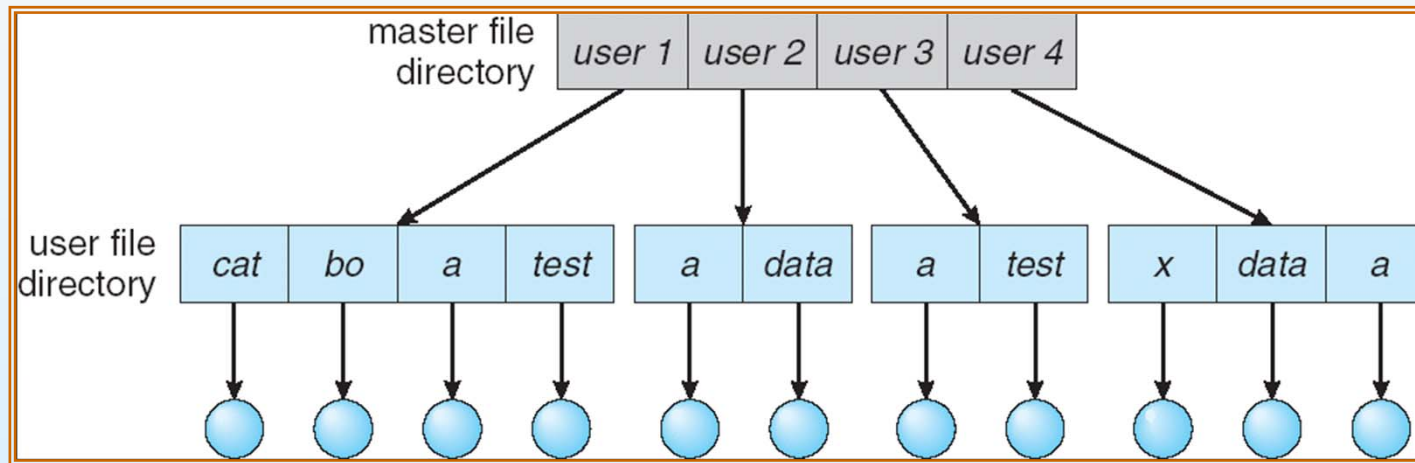 master file
directory
user 1 user 2 user 3 user 4
user file
directory
cat bo a test a data a test x data a